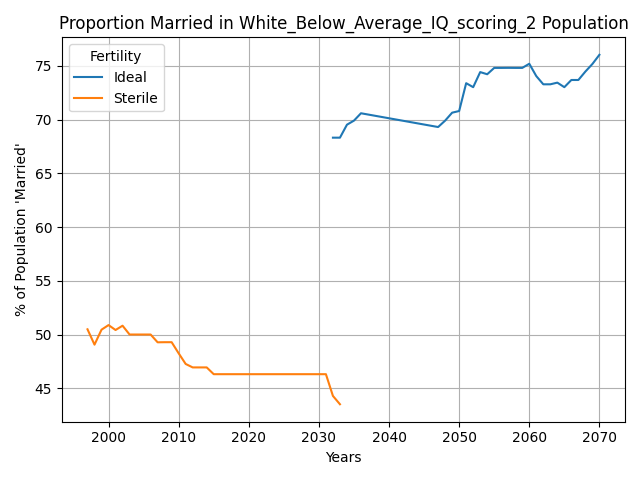 Proportion Married in White_Below_Average_IQ_scoring_2 Population
Fertility
Ideal
Sterile
% of Population 'Married'
75
70
65
60
55
50
45
2000
2010
2020
2030
2040
2050
2060
2070
Years